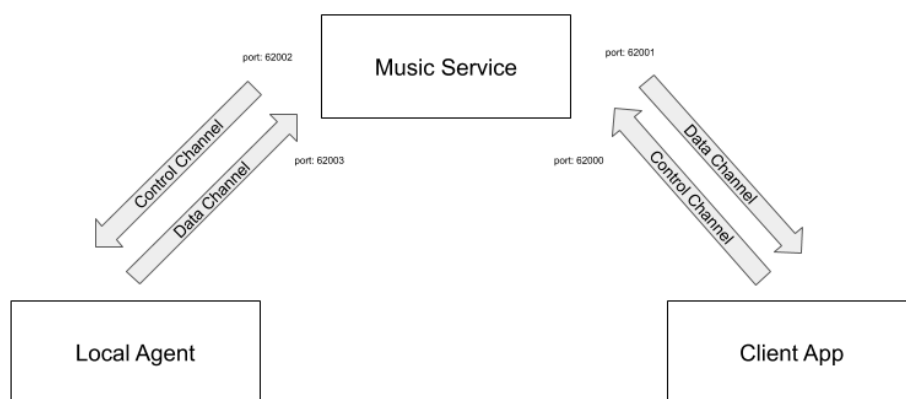 port: 62002
Music Service
port: 62001
Control Channel
Data Channel
port: 62003
port: 62000
Data Channel
Control Channel
Local Agent
Client App